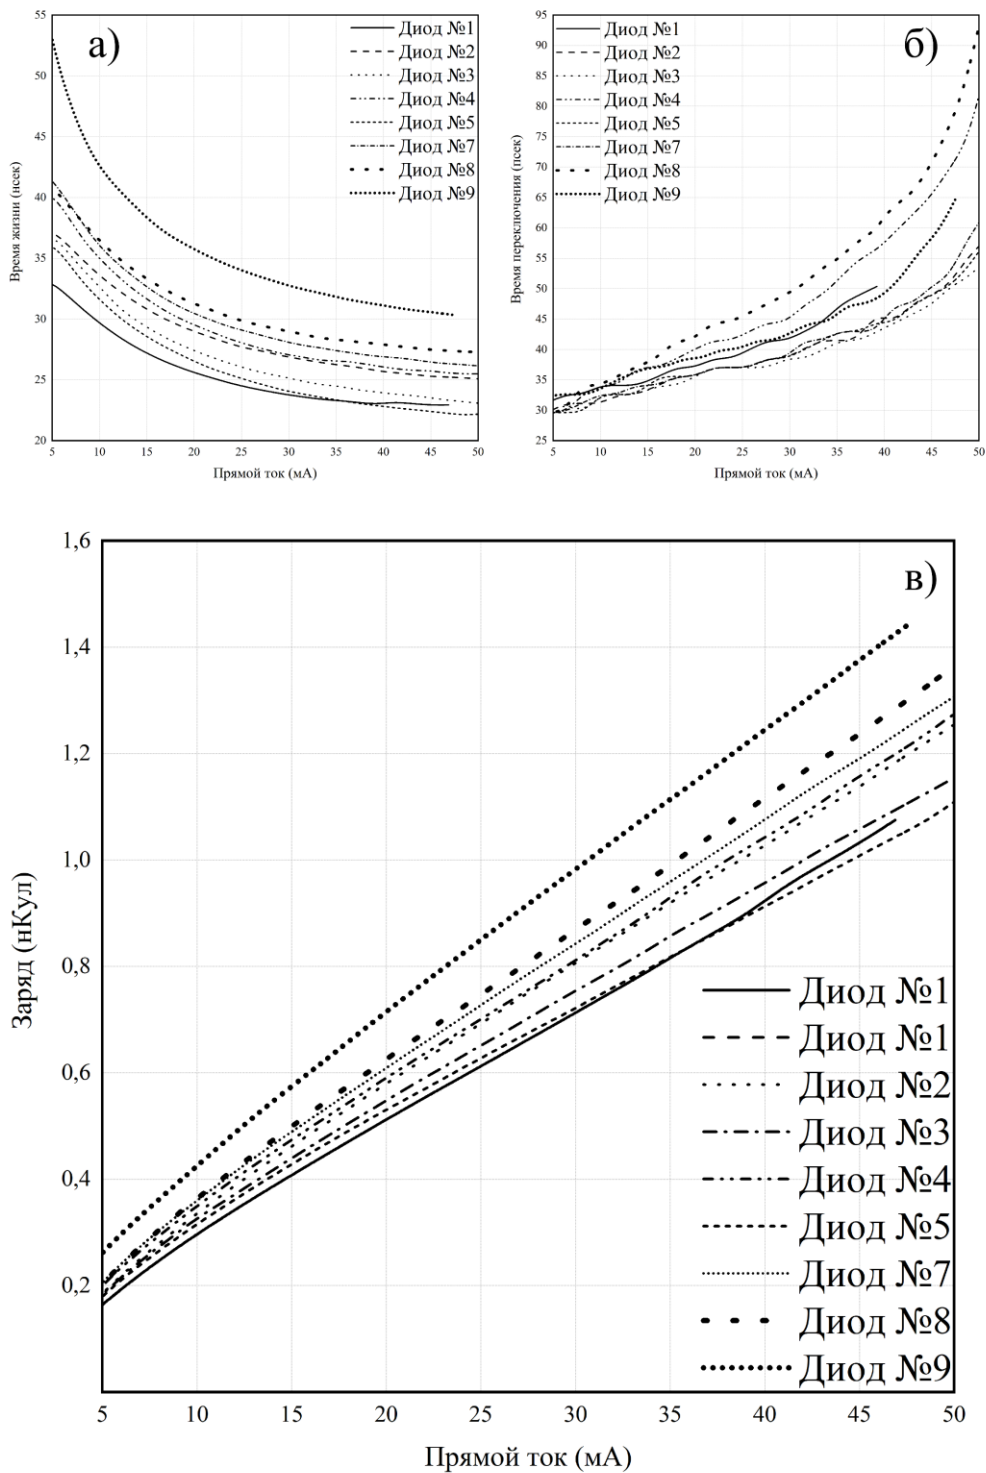 а)
Время жизни (нсек)
55
50
45
40
35
30
25
20
5 10 15 20 25 30 35 40 45 50
Прямой ток (мА)
Диод №1
Диод №2
Диод №3
Диод №4
Диод №5
Диод №7
Диод №8
Диод №9
б)
Время переключения (псек)
95
90
85
80
75
70
65
60
55
50
45
40
35
30
25
5 10 15 20 25 30 35 40 45 50
Прямой ток (мА)
Диод №1
Диод №2
Диод №3
Диод №4
Диод №5
Диод №7
Диод №8
Диод №9
в)
Заряд (нКул)
1,6
1,4
1,2
1,0
0,8
0,6
0,4
0,2
5 10 15 20 25 30 35 40 45 50
Прямой ток (мА)
Диод №1
Диод №1
Диод №2
Диод №3
Диод №4
Диод №5
Диод №7
Диод №8
Диод №9